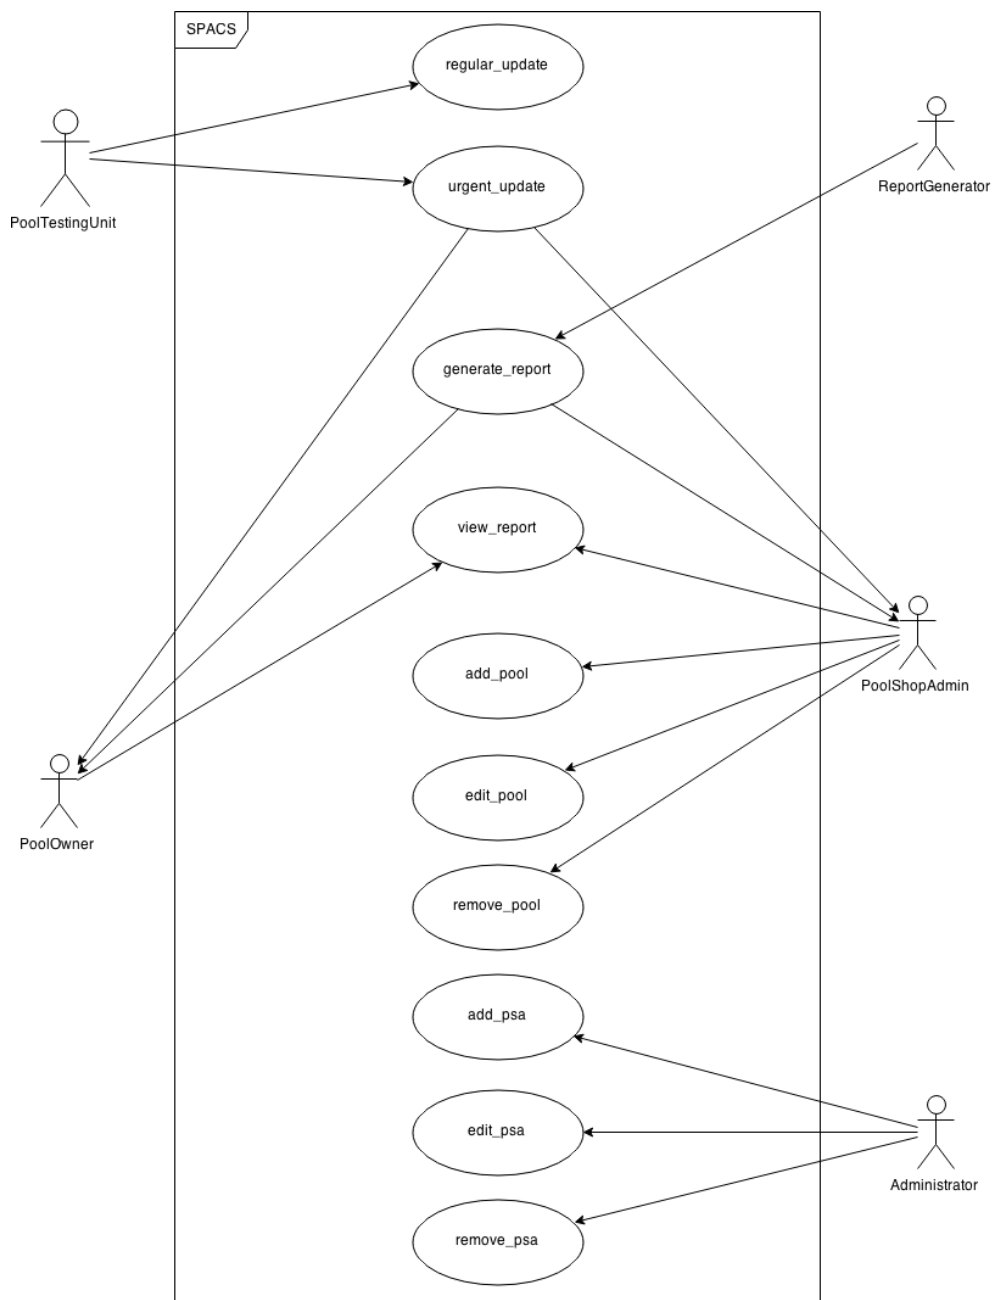 SPACS
regular_update
urgent_update
PoolTestingUnit
ReportGenerator
generate_report
view_report
add_pool
PoolShopAdmin
edit_pool
PoolOwner
remove_pool
add_psa
edit_psa
Administrator
remove_psa